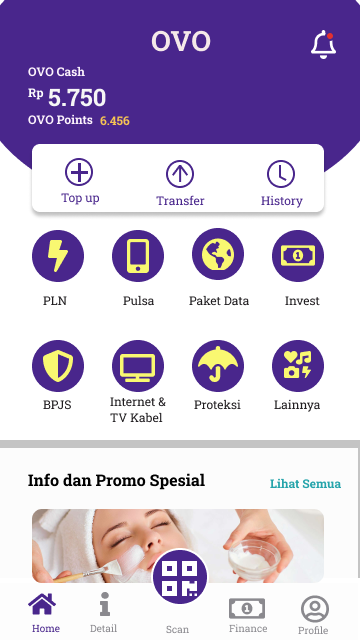 OVO
OVO Cash
Rp 5.750
OVO Points 6.456
Top up
Transfer
History
PLN
Pulsa
Paket Data
Invest
BPJS
Internet &
TV Kabel
Proteksi
Lainnya
Info dan Promo Spesial
Lihat Semua
Home
Detail
Scan
Finance
Profile